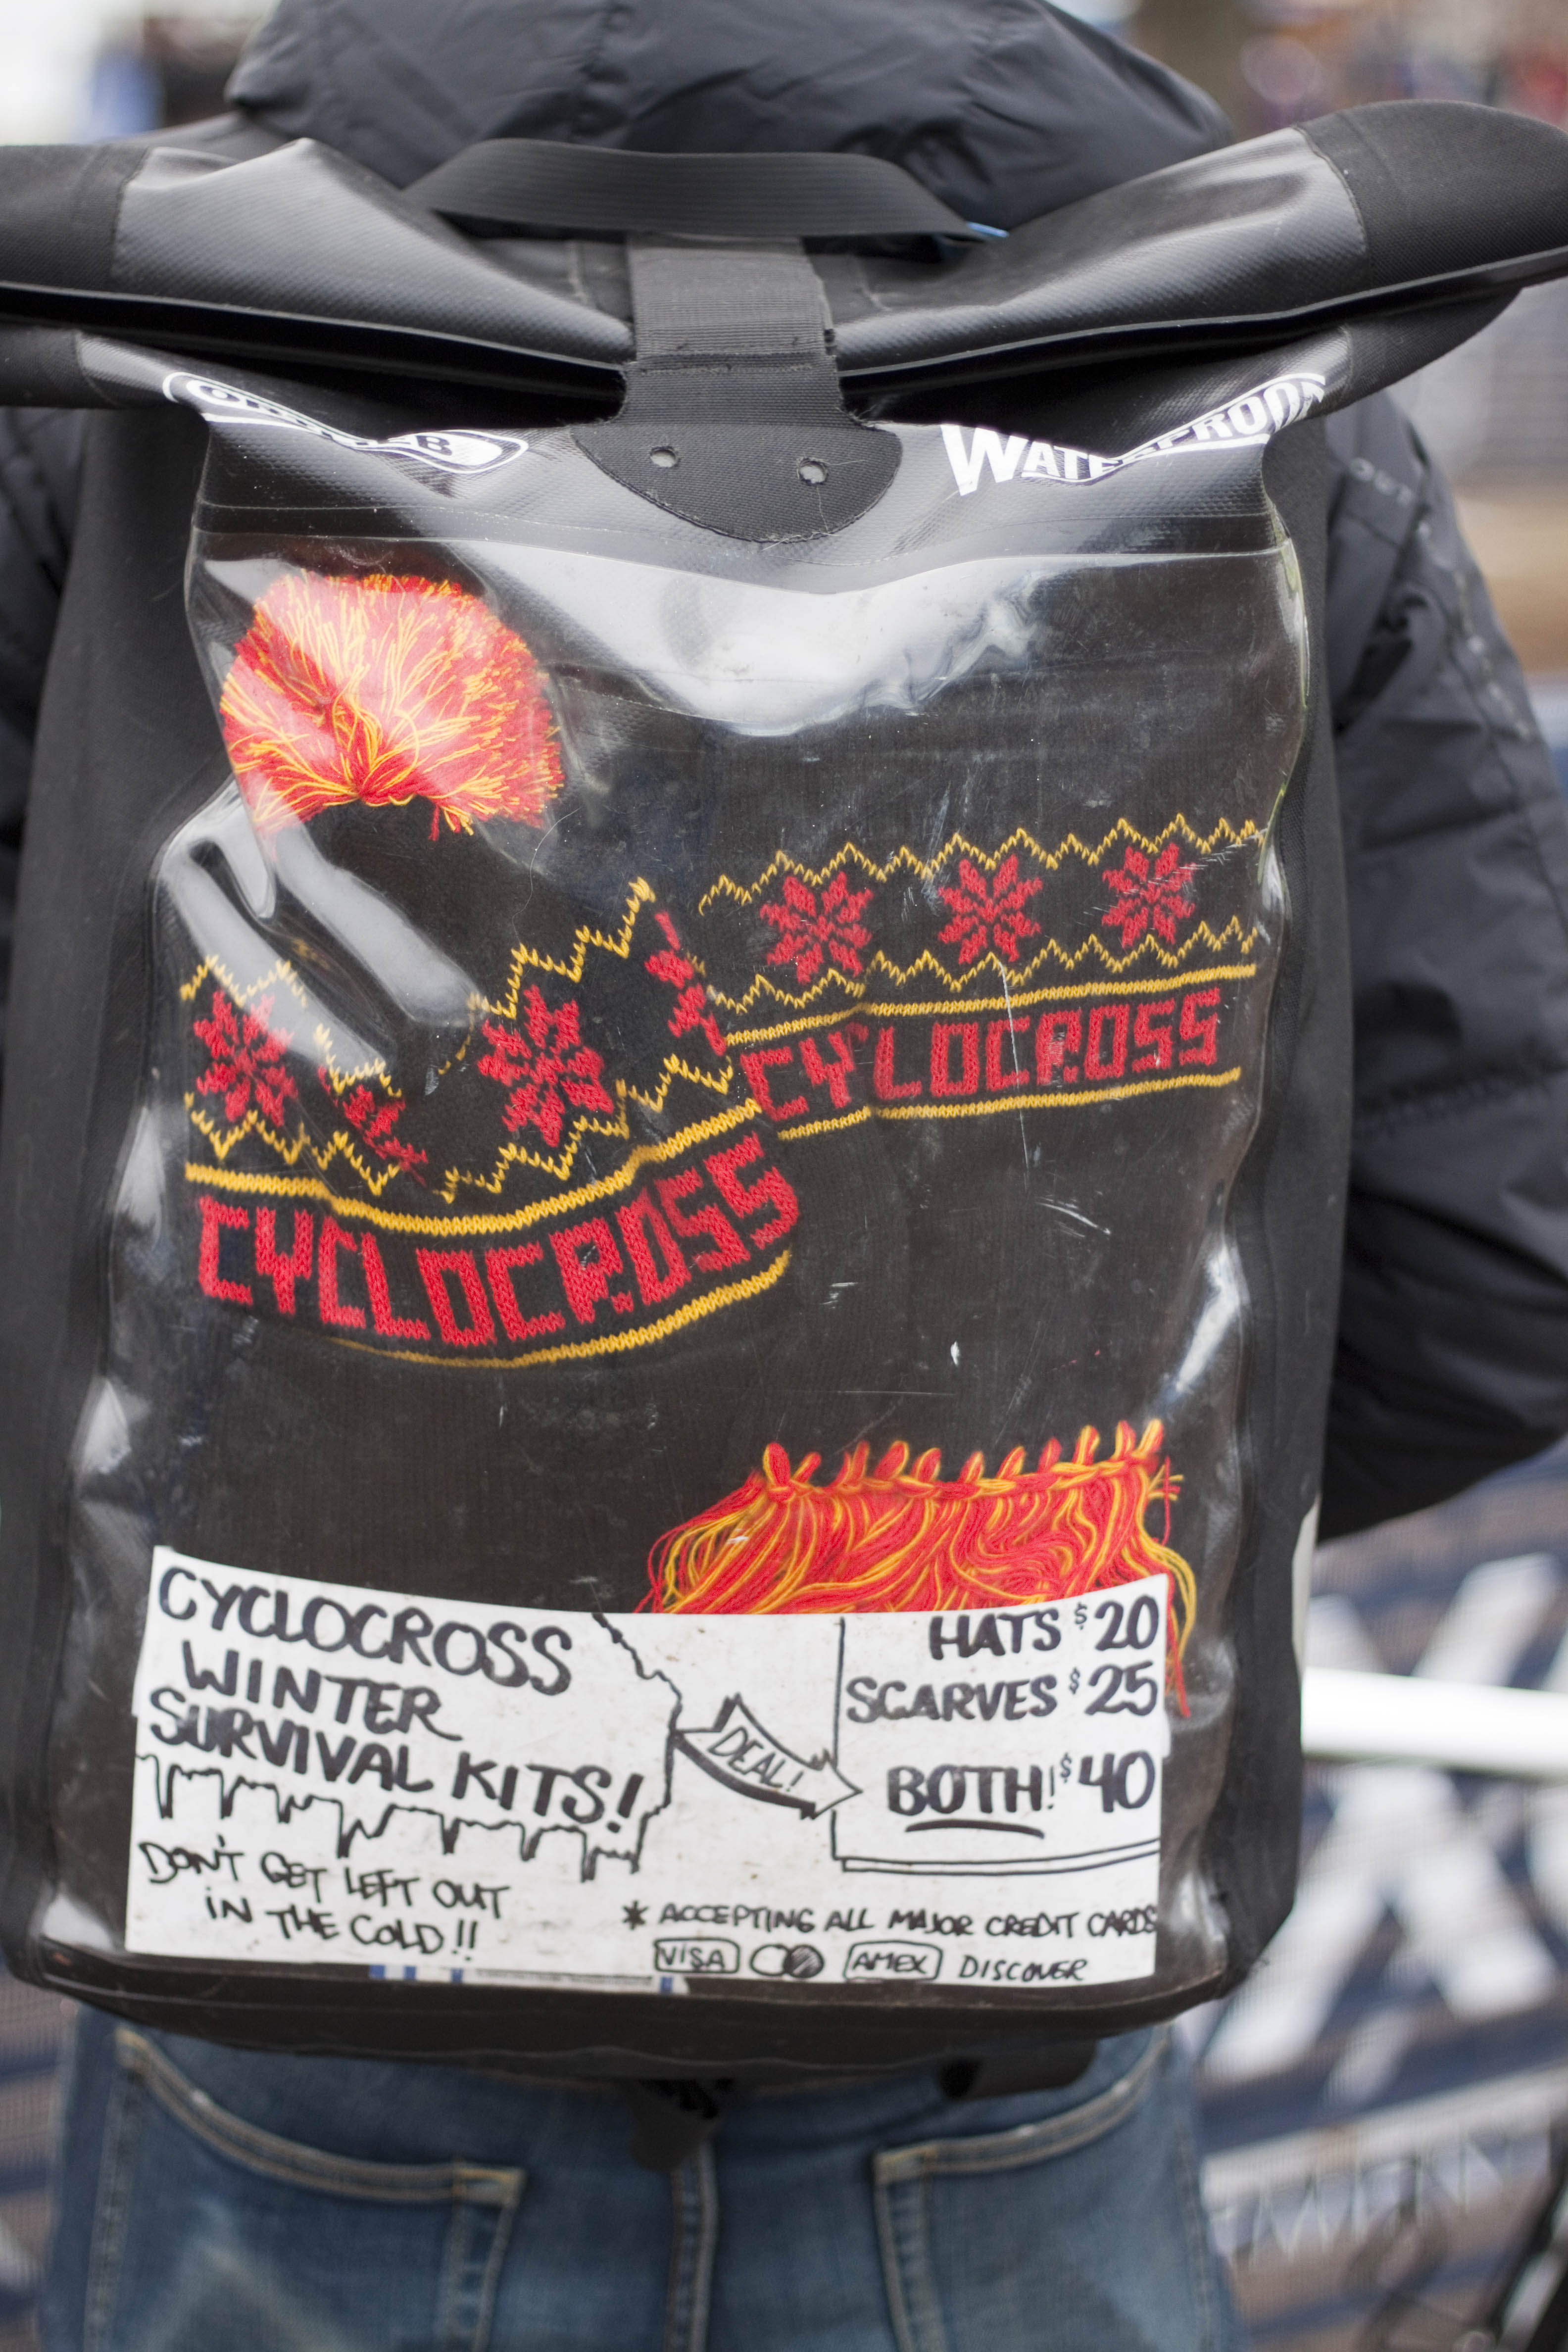 WATERPROOF
CYCLOCROSS
CYCLOCROSS
CYCLOCROSS
WINTER
SURVIVAL KITS!
DON'T GET LEFT OUT
IN THE COLD!!
DEAL!
HATS $20
SCARVES $25
BOTH! $40
* ACCEPTING ALL MAJOR CREDIT CARDS
VISA AMEX DISCOVER